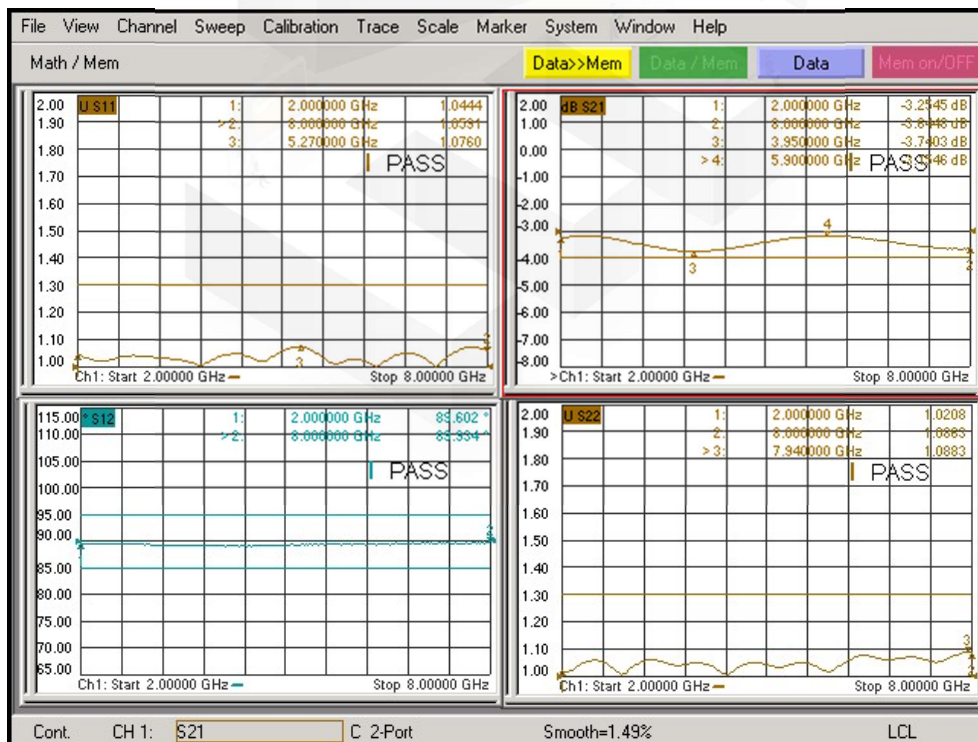 File View Channel Sweep Calibration Trace Scale Marker System Window Help
Math / Mem Data>>Mem Data / Mem Data Mem on/OFF
U S11
1: 2.000000 GHz 1.0444
>2: 8.000000 GHz
3: 5.270000 GHz 1.0760
PASS
2.00
1.90
1.80
1.70
1.60
1.50
1.40
1.30
1.20
1.10
1.00
3
Ch1: Start 2.00000 GHz Stop 8.00000 GHz
dB S21
1: 2.000000 GHz -3.2545 dB
2: 8.000000 GHz dB
3: 3.950000 GHz -3.7403 dB
>4: 5.900000 GHz dB
PASS
2.00
1.00
0.00
-1.00
-2.00
-3.00
-4.00
-5.00
-6.00
-7.00
-8.00
4
3
2
>Ch1: Start 2.00000 GHz Stop 8.00000 GHz
° S12
1: 2.000000 GHz 89.602 °
>2: 8.000000 GHz
PASS
115.00
110.00
105.00
100.00
95.00
90.00
85.00
80.00
75.00
70.00
65.00
Ch1: Start 2.00000 GHz Stop 8.00000 GHz
U S22
1: 2.000000 GHz 1.0208
2: 8.000000 GHz 1.0883
>3: 7.940000 GHz 1.0883
PASS
2.00
1.90
1.80
1.70
1.60
1.50
1.40
1.30
1.20
1.10
1.00
3
Ch1: Start 2.00000 GHz Stop 8.00000 GHz
Cont. CH 1: S21 C 2-Port Smooth=1.49% LCL